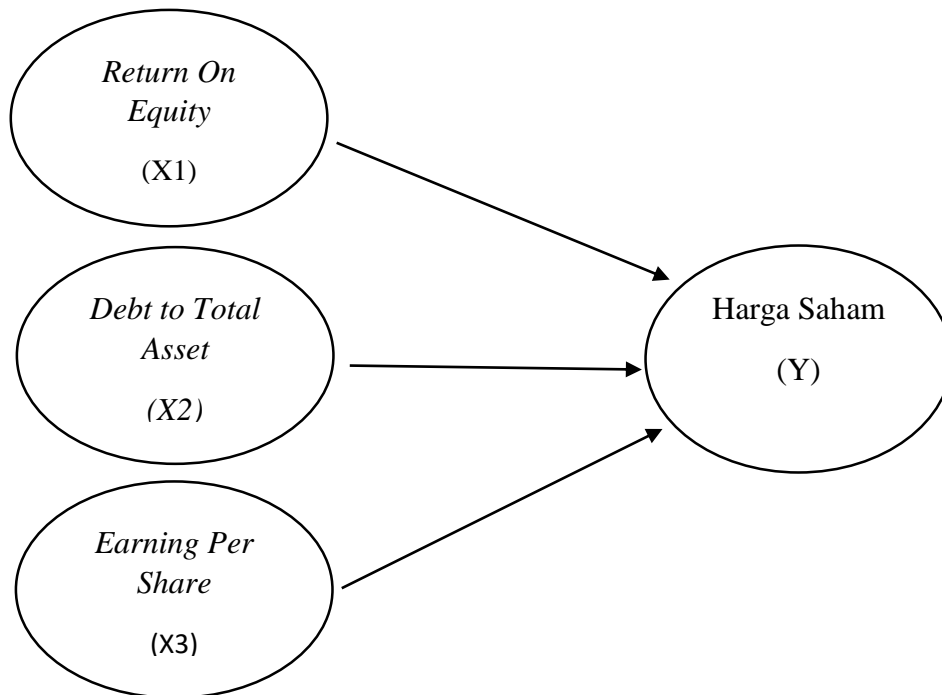 Return On
Equity
(X1)
Debt to Total
Asset
(X2)
Earning Per
Share
(X3)
Harga Saham
(Y)